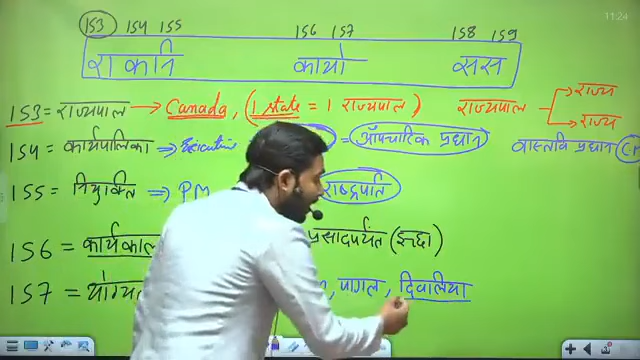 153 154 155 156 157 158 159
रा का नि कायो सस
153 = राज्यपाल → Canada, (1 state = 1 राज्यपाल) राज्यपाल राज्य
राज्य
154 = कार्यपालिका ⇒ Executive = औपचारिक प्रधान वास्तविक प्रधान
155 = नियुक्ति ⇒ PM राष्ट्रपति
156 = कार्यकाल प्रसादपर्यंत (इच्छा)
157 = , पागल, दिवालिया
11:24